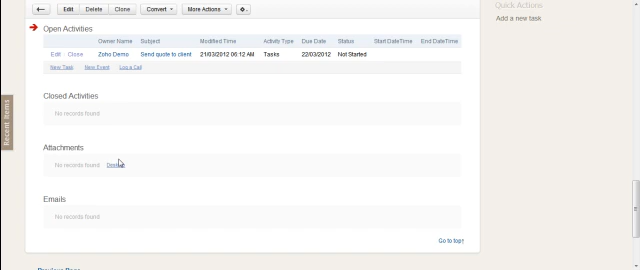 Edit Delete Clone Convert More Actions
Quick Actions
Add a new task
Open Activities
Owner Name Subject Modified Time Activity Type Due Date Status Start DateTime End DateTime
Edit Close Zoho Demo Send quote to client 21/03/2012 06:12 AM Tasks 22/03/2012 Not Started
New Task New Event Log a Call
Closed Activities
No records found
Recent Items
Attachments
No records found
Emails
No records found
Go to top↑
Previous Page